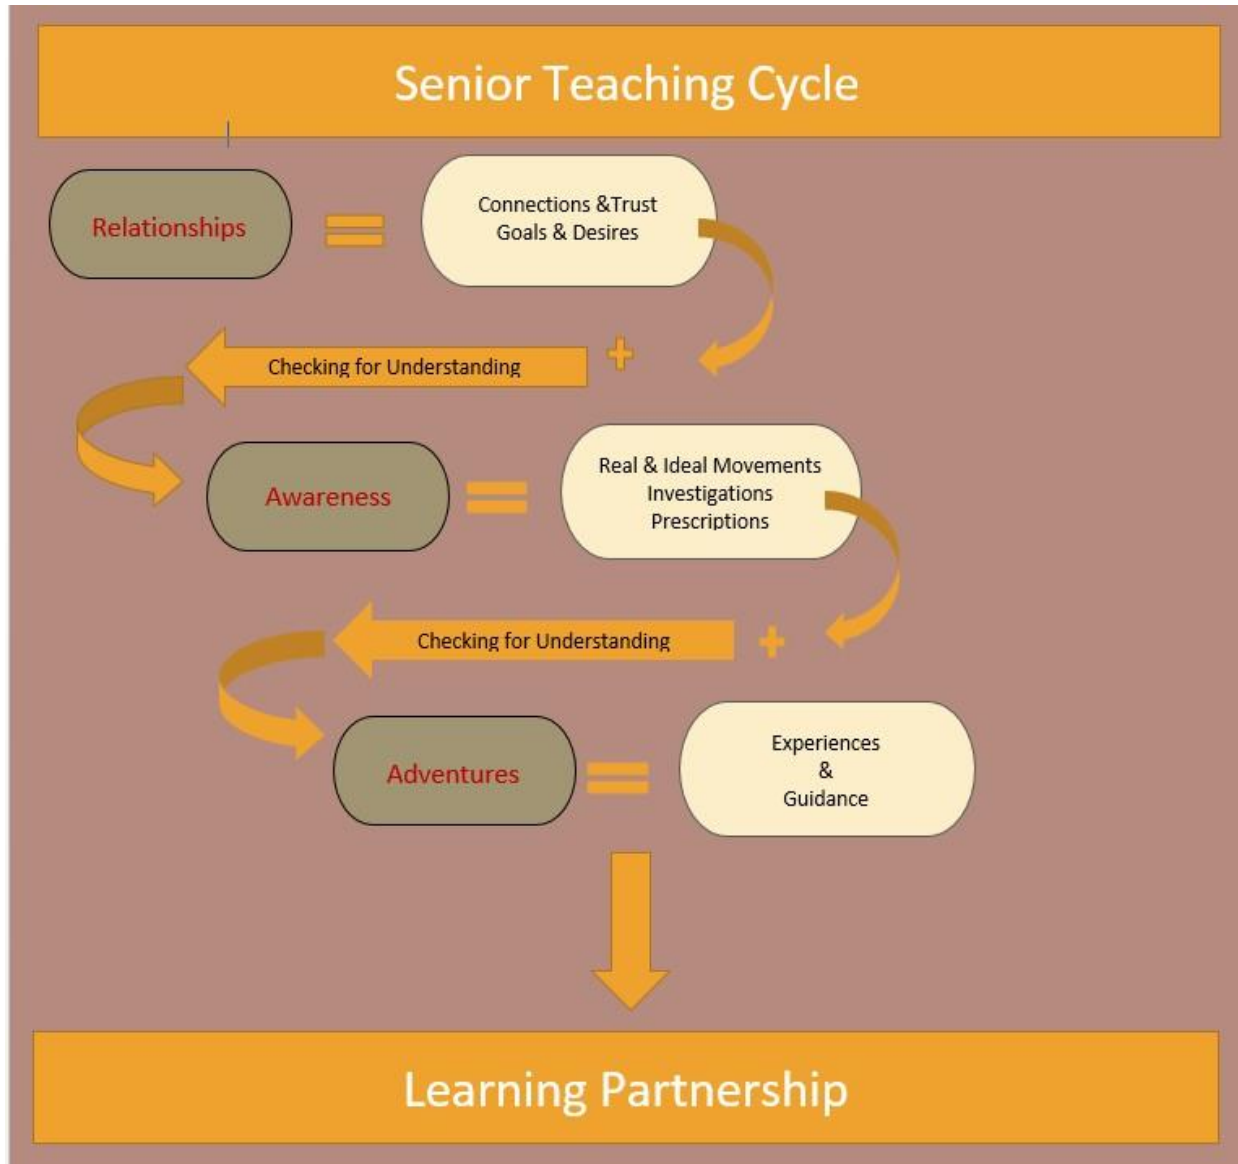 Senior Teaching Cycle
Relationships
Connections &Trust
Goals & Desires
Checking for Understanding
Awareness
Real & Ideal Movements
Investigations
Prescriptions
Checking for Understanding
Adventures
Experiences
&
Guidance
Learning Partnership